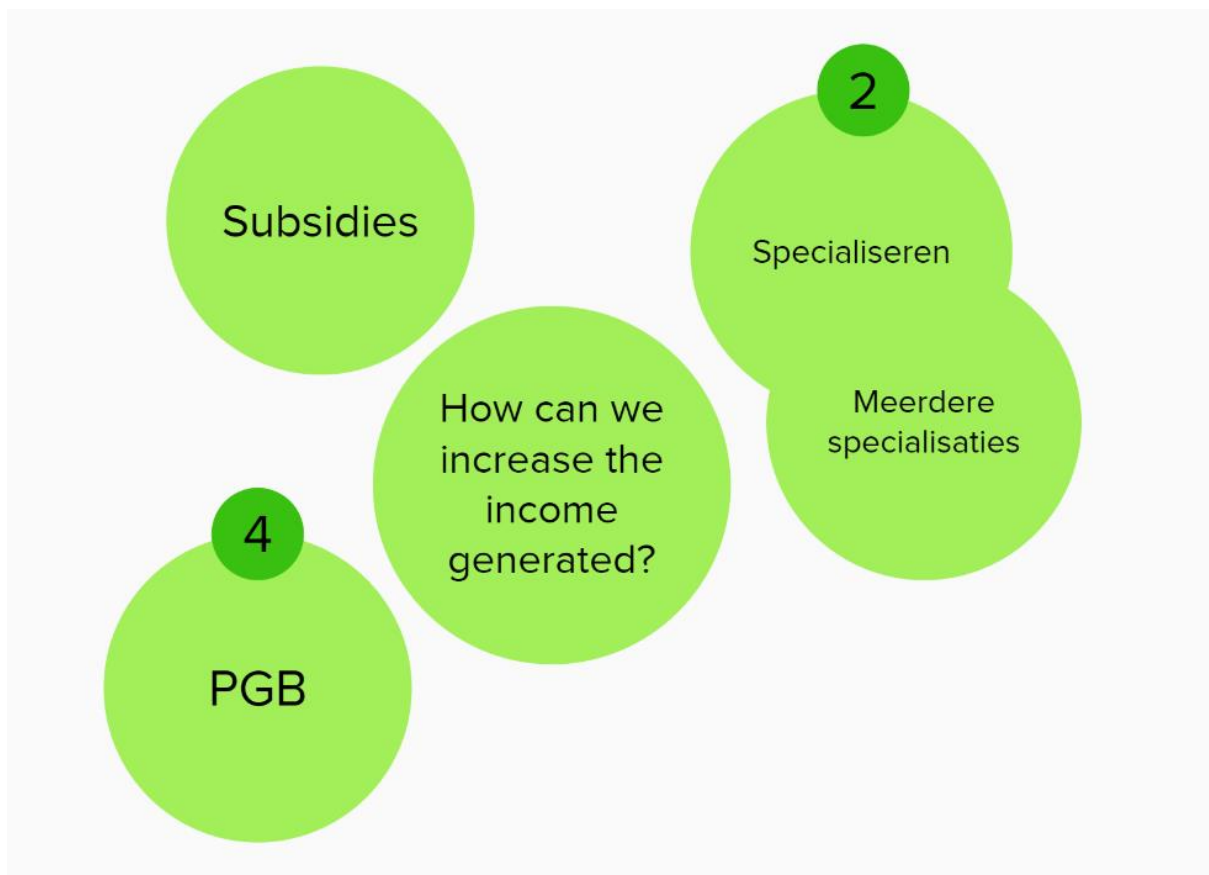 Subsidies
2
Specialiseren
Meerdere
specialisaties
How can we
increase the
income
generated?
4
PGB